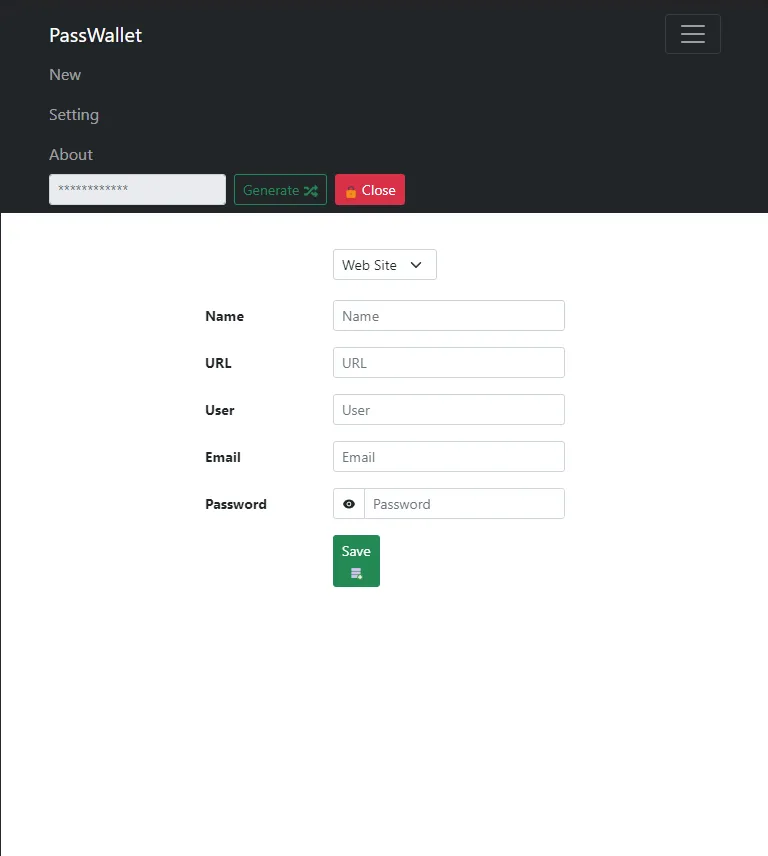 PassWallet
New
Setting
About
************ Generate Close
Web Site
Name Name
URL URL
User User
Email Email
Password Password
Save